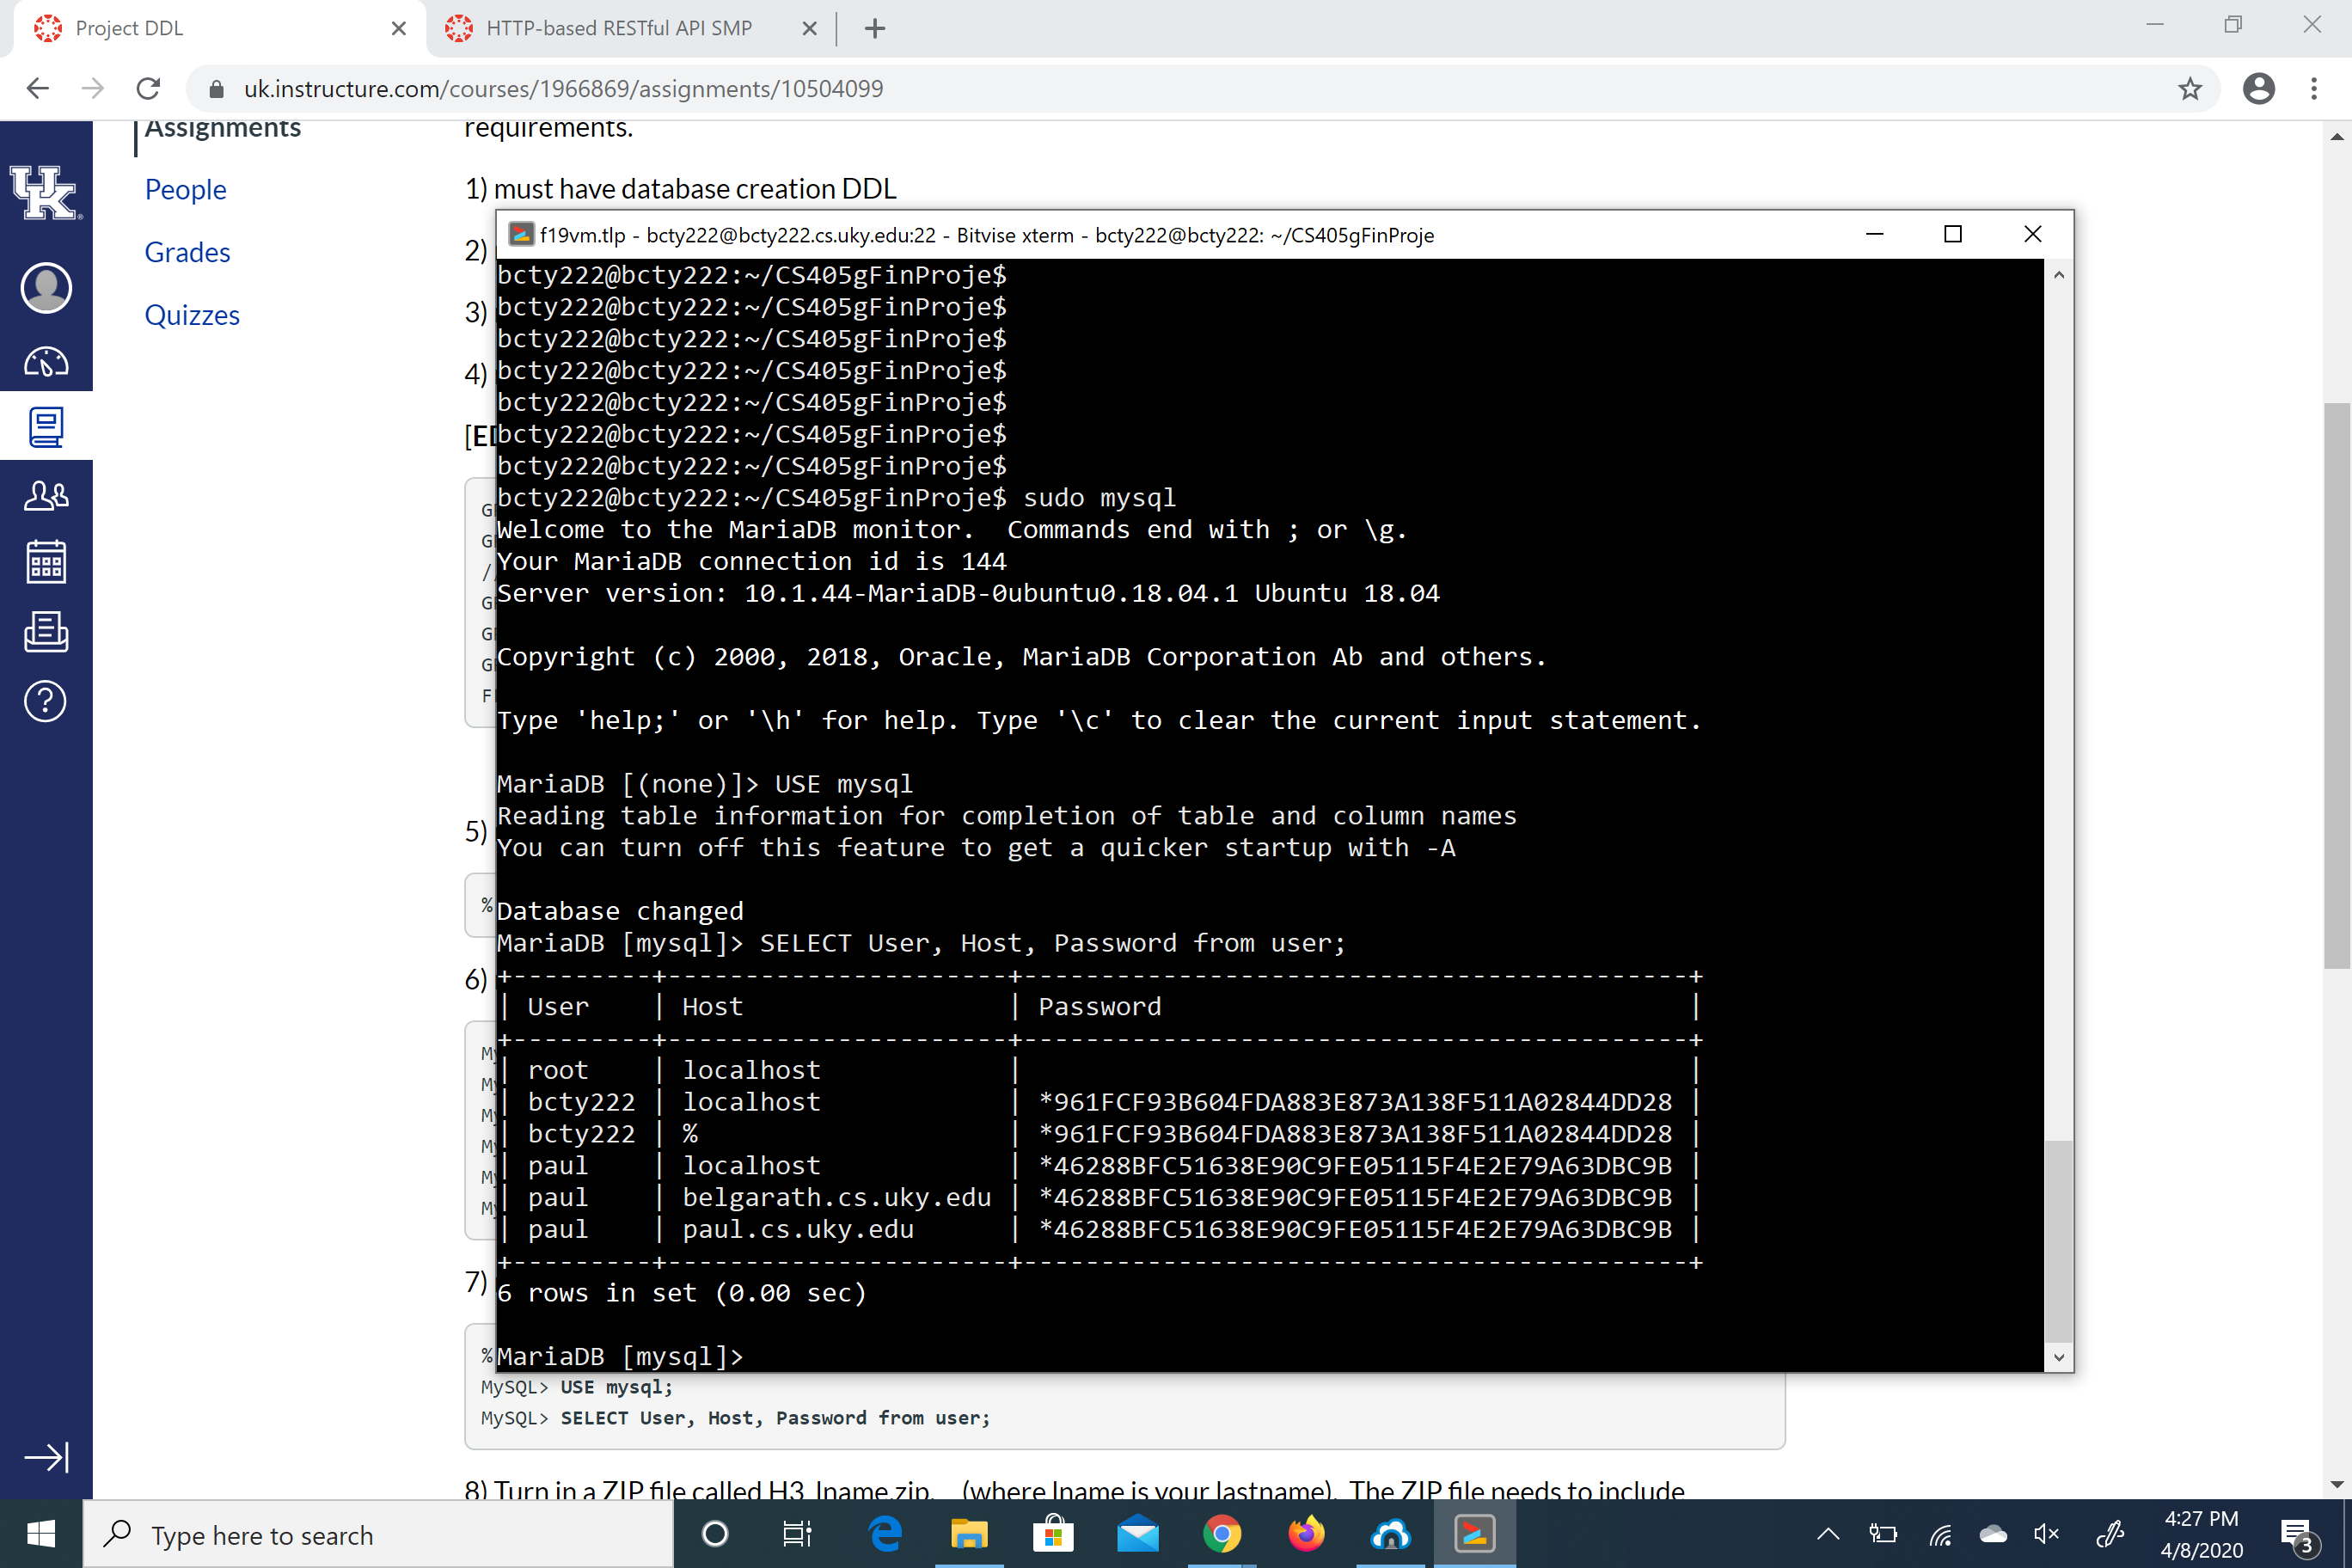 Project DDL
HTTP-based RESTful API SMP
uk.instructure.com/courses/1966869/assignments/10504099
Assignments
People
Grades
Quizzes
requirements.
1) must have database creation DDL
2)
3)
4)
[ED
//
5)
%
6)
7)
%
f19vm.tlp - bcty222@bcty222.cs.uky.edu:22 - Bitvise xterm - bcty222@bcty222: ~/CS405gFinProje
bcty222@bcty222:~/CS405gFinProje$
bcty222@bcty222:~/CS405gFinProje$
bcty222@bcty222:~/CS405gFinProje$
bcty222@bcty222:~/CS405gFinProje$
bcty222@bcty222:~/CS405gFinProje$
bcty222@bcty222:~/CS405gFinProje$
bcty222@bcty222:~/CS405gFinProje$
bcty222@bcty222:~/CS405gFinProje$ sudo mysql
Welcome to the MariaDB monitor.  Commands end with ; or \g.
Your MariaDB connection id is 144
Server version: 10.1.44-MariaDB-0ubuntu0.18.04.1 Ubuntu 18.04
Copyright (c) 2000, 2018, Oracle, MariaDB Corporation Ab and others.
Type 'help;' or '\h' for help. Type '\c' to clear the current input statement.
MariaDB [(none)]> USE mysql
Reading table information for completion of table and column names
You can turn off this feature to get a quicker startup with -A
Database changed
MariaDB [mysql]> SELECT User, Host, Password from user;
+---------+----------------------+-------------------------------------------+
| User    | Host                 | Password                                  |
+---------+----------------------+-------------------------------------------+
| root    | localhost            |                                           |
| bcty222 | localhost            | *961FCF93B604FDA883E873A138F511A02844DD28 |
| bcty222 | %                    | *961FCF93B604FDA883E873A138F511A02844DD28 |
| paul    | localhost            | *46288BFC51638E90C9FE05115F4E2E79A63DBC9B |
| paul    | belgarath.cs.uky.edu | *46288BFC51638E90C9FE05115F4E2E79A63DBC9B |
| paul    | paul.cs.uky.edu      | *46288BFC51638E90C9FE05115F4E2E79A63DBC9B |
+---------+----------------------+-------------------------------------------+
6 rows in set (0.00 sec)
MariaDB [mysql]>
MySQL> USE mysql;
MySQL> SELECT User, Host, Password from user;
8) Turn in a ZIP file called H3_lname.zip. (where lname is your lastname). The ZIP file needs to include
Type here to search
4:27 PM
4/8/2020
3